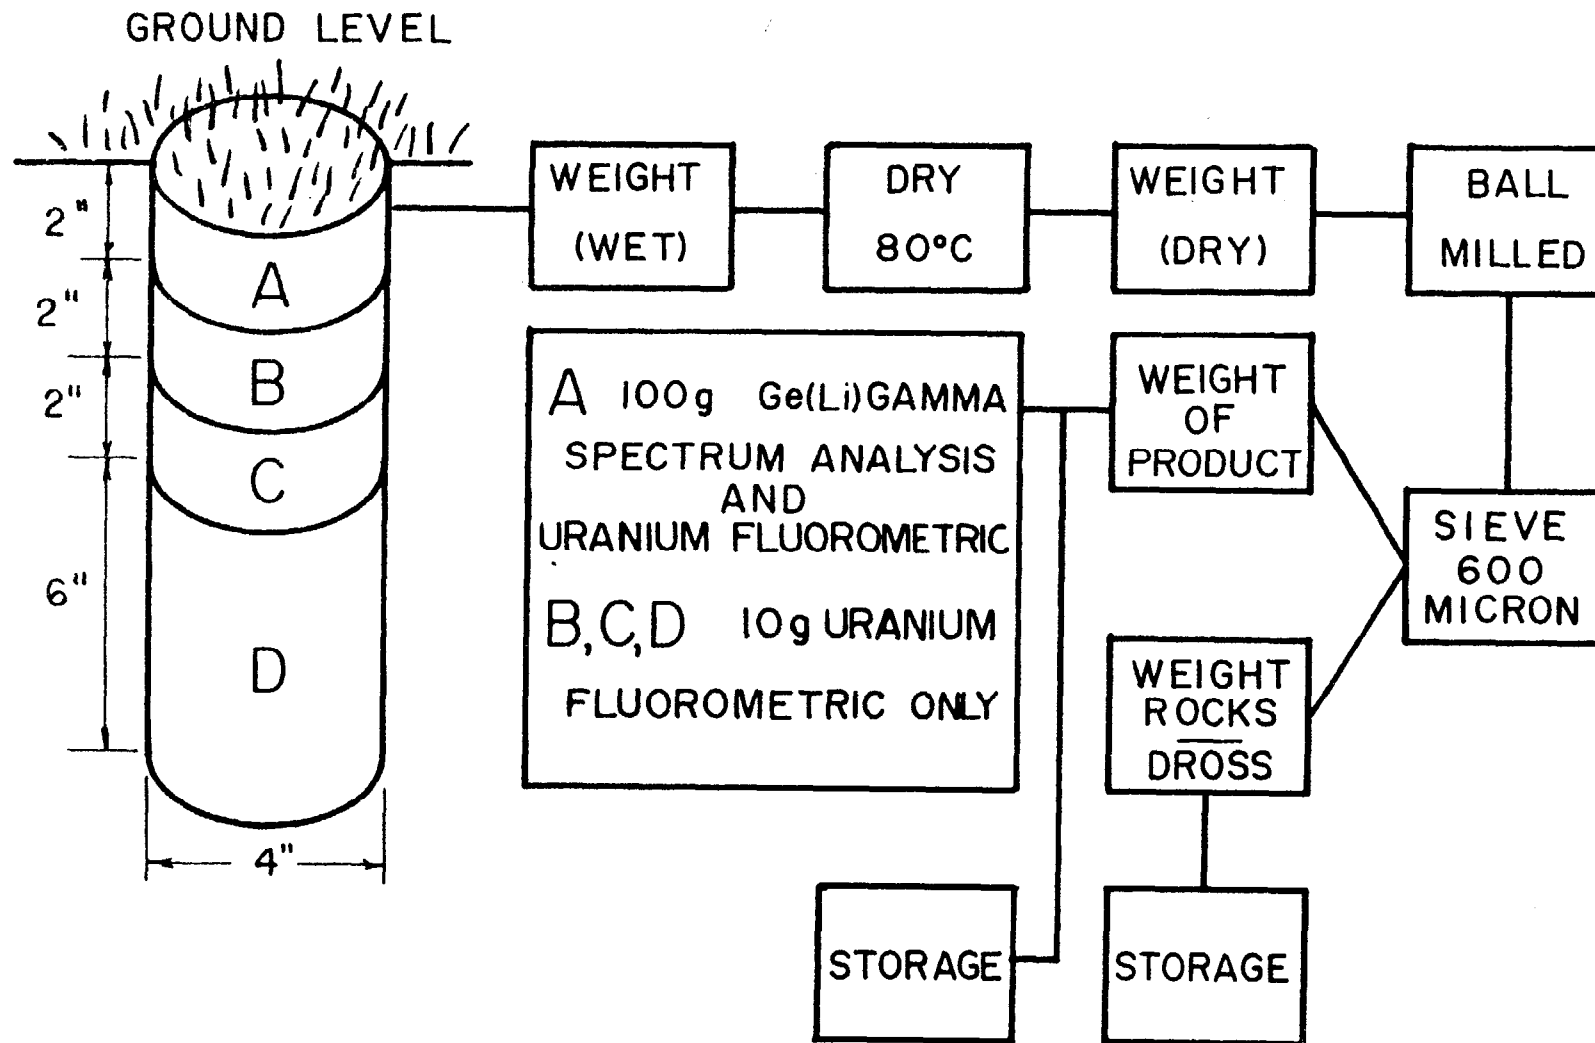 GROUND LEVEL
2"
2"
2"
6"
A
B
C
D
4"
WEIGHT
(WET)
DRY
80°C
WEIGHT
(DRY)
BALL
MILLED
SIEVE
600
MICRON
WEIGHT
OF
PRODUCT
WEIGHT
ROCKS
DROSS
A 100g Ge(Li)GAMMA
SPECTRUM ANALYSIS
AND
URANIUM FLUOROMETRIC
B,C,D 10g URANIUM
FLUOROMETRIC ONLY
STORAGE
STORAGE